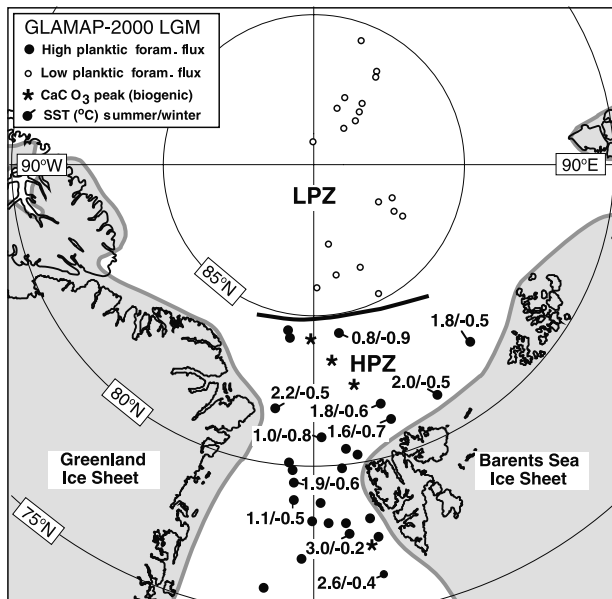 GLAMAP-2000 LGM
High planktic foram. flux
Low planktic foram. flux
CaCO3 peak (biogenic)
SST (°C) summer/winter
90°W
90°E
LPZ
85°N
1.8/-0.5
0.8/-0.9
HPZ
2.2/-0.5
2.0/-0.5
1.8/-0.6
80°N
1.6/-0.7
1.0/-0.8
Greenland
Ice Sheet
Barents Sea
Ice Sheet
1.9/-0.6
75°N
1.1/-0.5
3.0/-0.2
2.6/-0.4